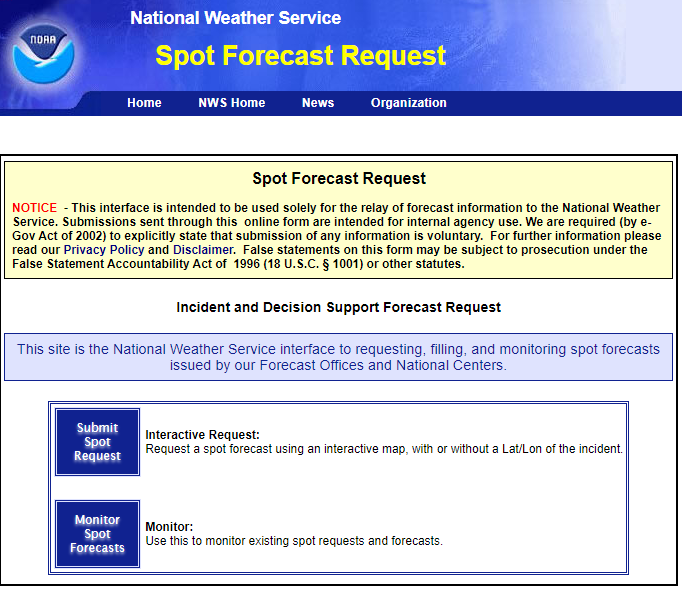 National Weather Service
NOAA
Spot Forecast Request
Home NWS Home News Organization
Spot Forecast Request
NOTICE - This interface is intended to be used solely for the relay of forecast information to the National Weather
Service. Submissions sent through this online form are intended for internal agency use. We are required (by e-
Gov Act of 2002) to explicitly state that submission of any information is voluntary. For further information please
read our Privacy Policy and Disclaimer. False statements on this form may be subject to prosecution under the
False Statement Accountability Act of 1996 (18 U.S.C. § 1001) or other statutes.
Incident and Decision Support Forecast Request
This site is the National Weather Service interface to requesting, filling, and monitoring spot forecasts
issued by our Forecast Offices and National Centers.
Submit
Spot
Request
Interactive Request:
Request a spot forecast using an interactive map, with or without a Lat/Lon of the incident.
Monitor
Spot
Forecasts
Monitor:
Use this to monitor existing spot requests and forecasts.